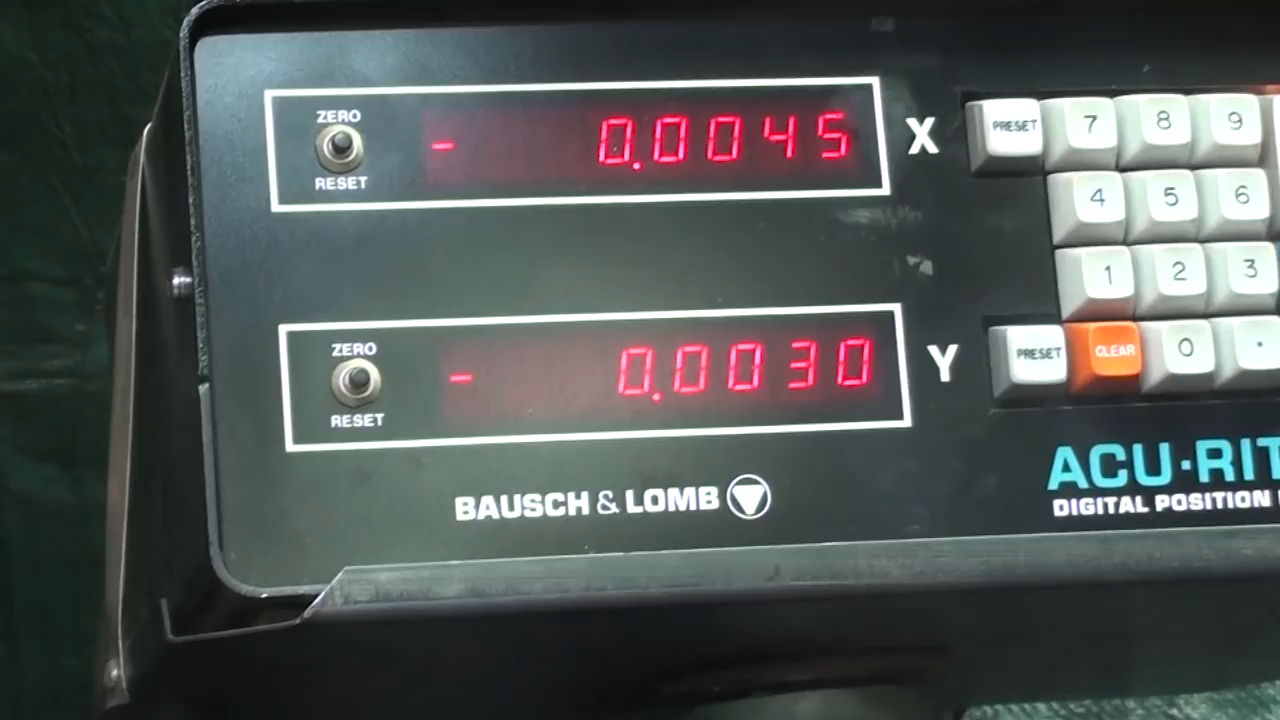 ZERO
RESET
- 0.0045
X
PRESET 7 8 9
4 5 6
1 2 3
ZERO
RESET
- 0.0030
Y
PRESET CLEAR 0 .
BAUSCH & LOMB
ACU·RIT
DIGITAL POSITION